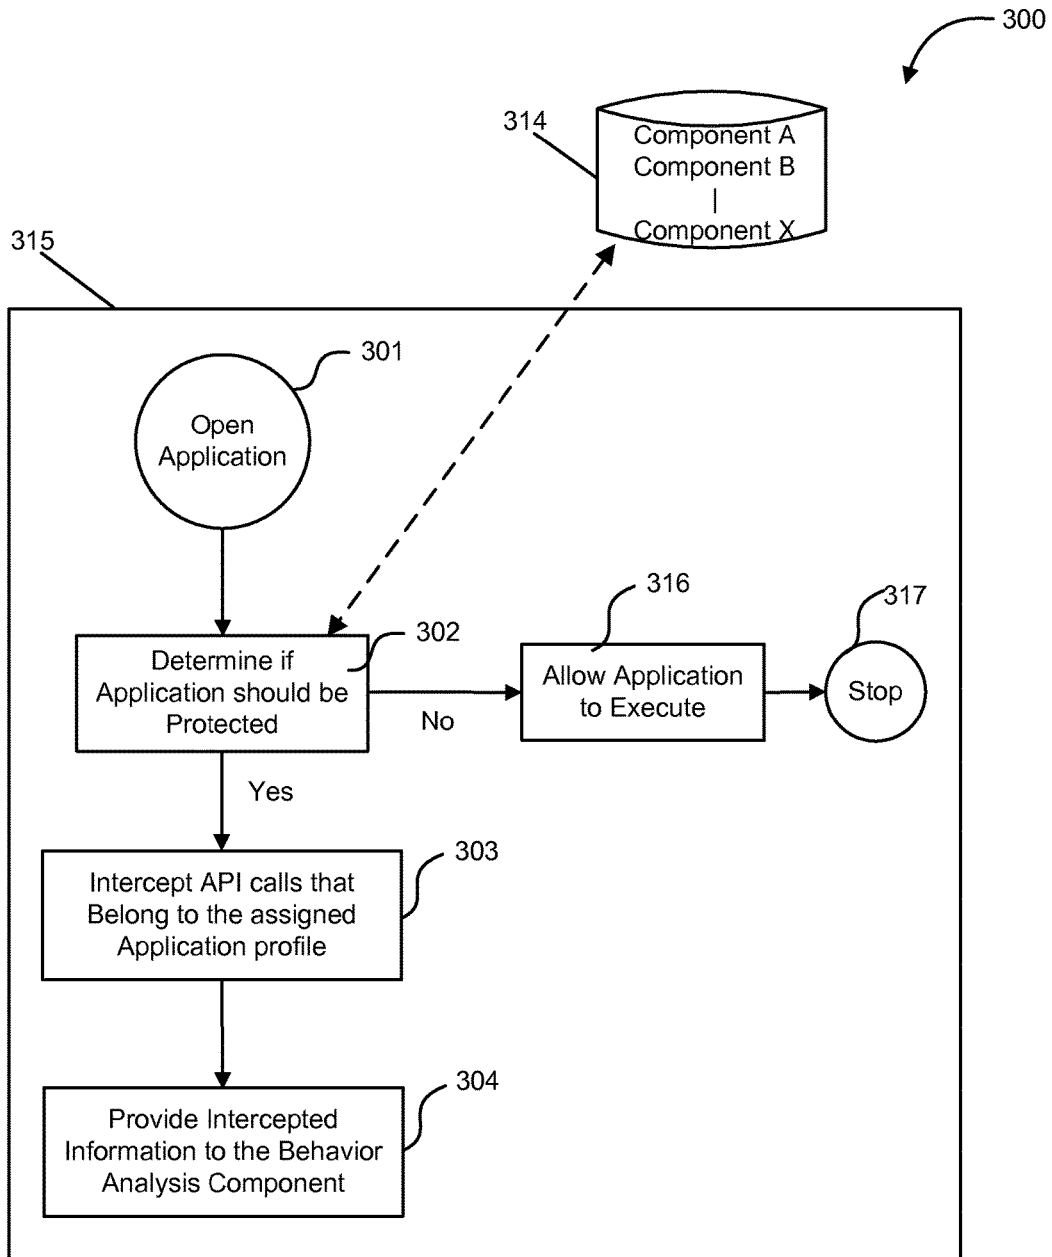 300
314
Component A
Component B
|
Component X
315
301
Open
Application
302
Determine if
Application should be
Protected
No
316
Allow Application
to Execute
317
Stop
Yes
303
Intercept API calls that
Belong to the assigned
Application profile
304
Provide Intercepted
Information to the Behavior
Analysis Component